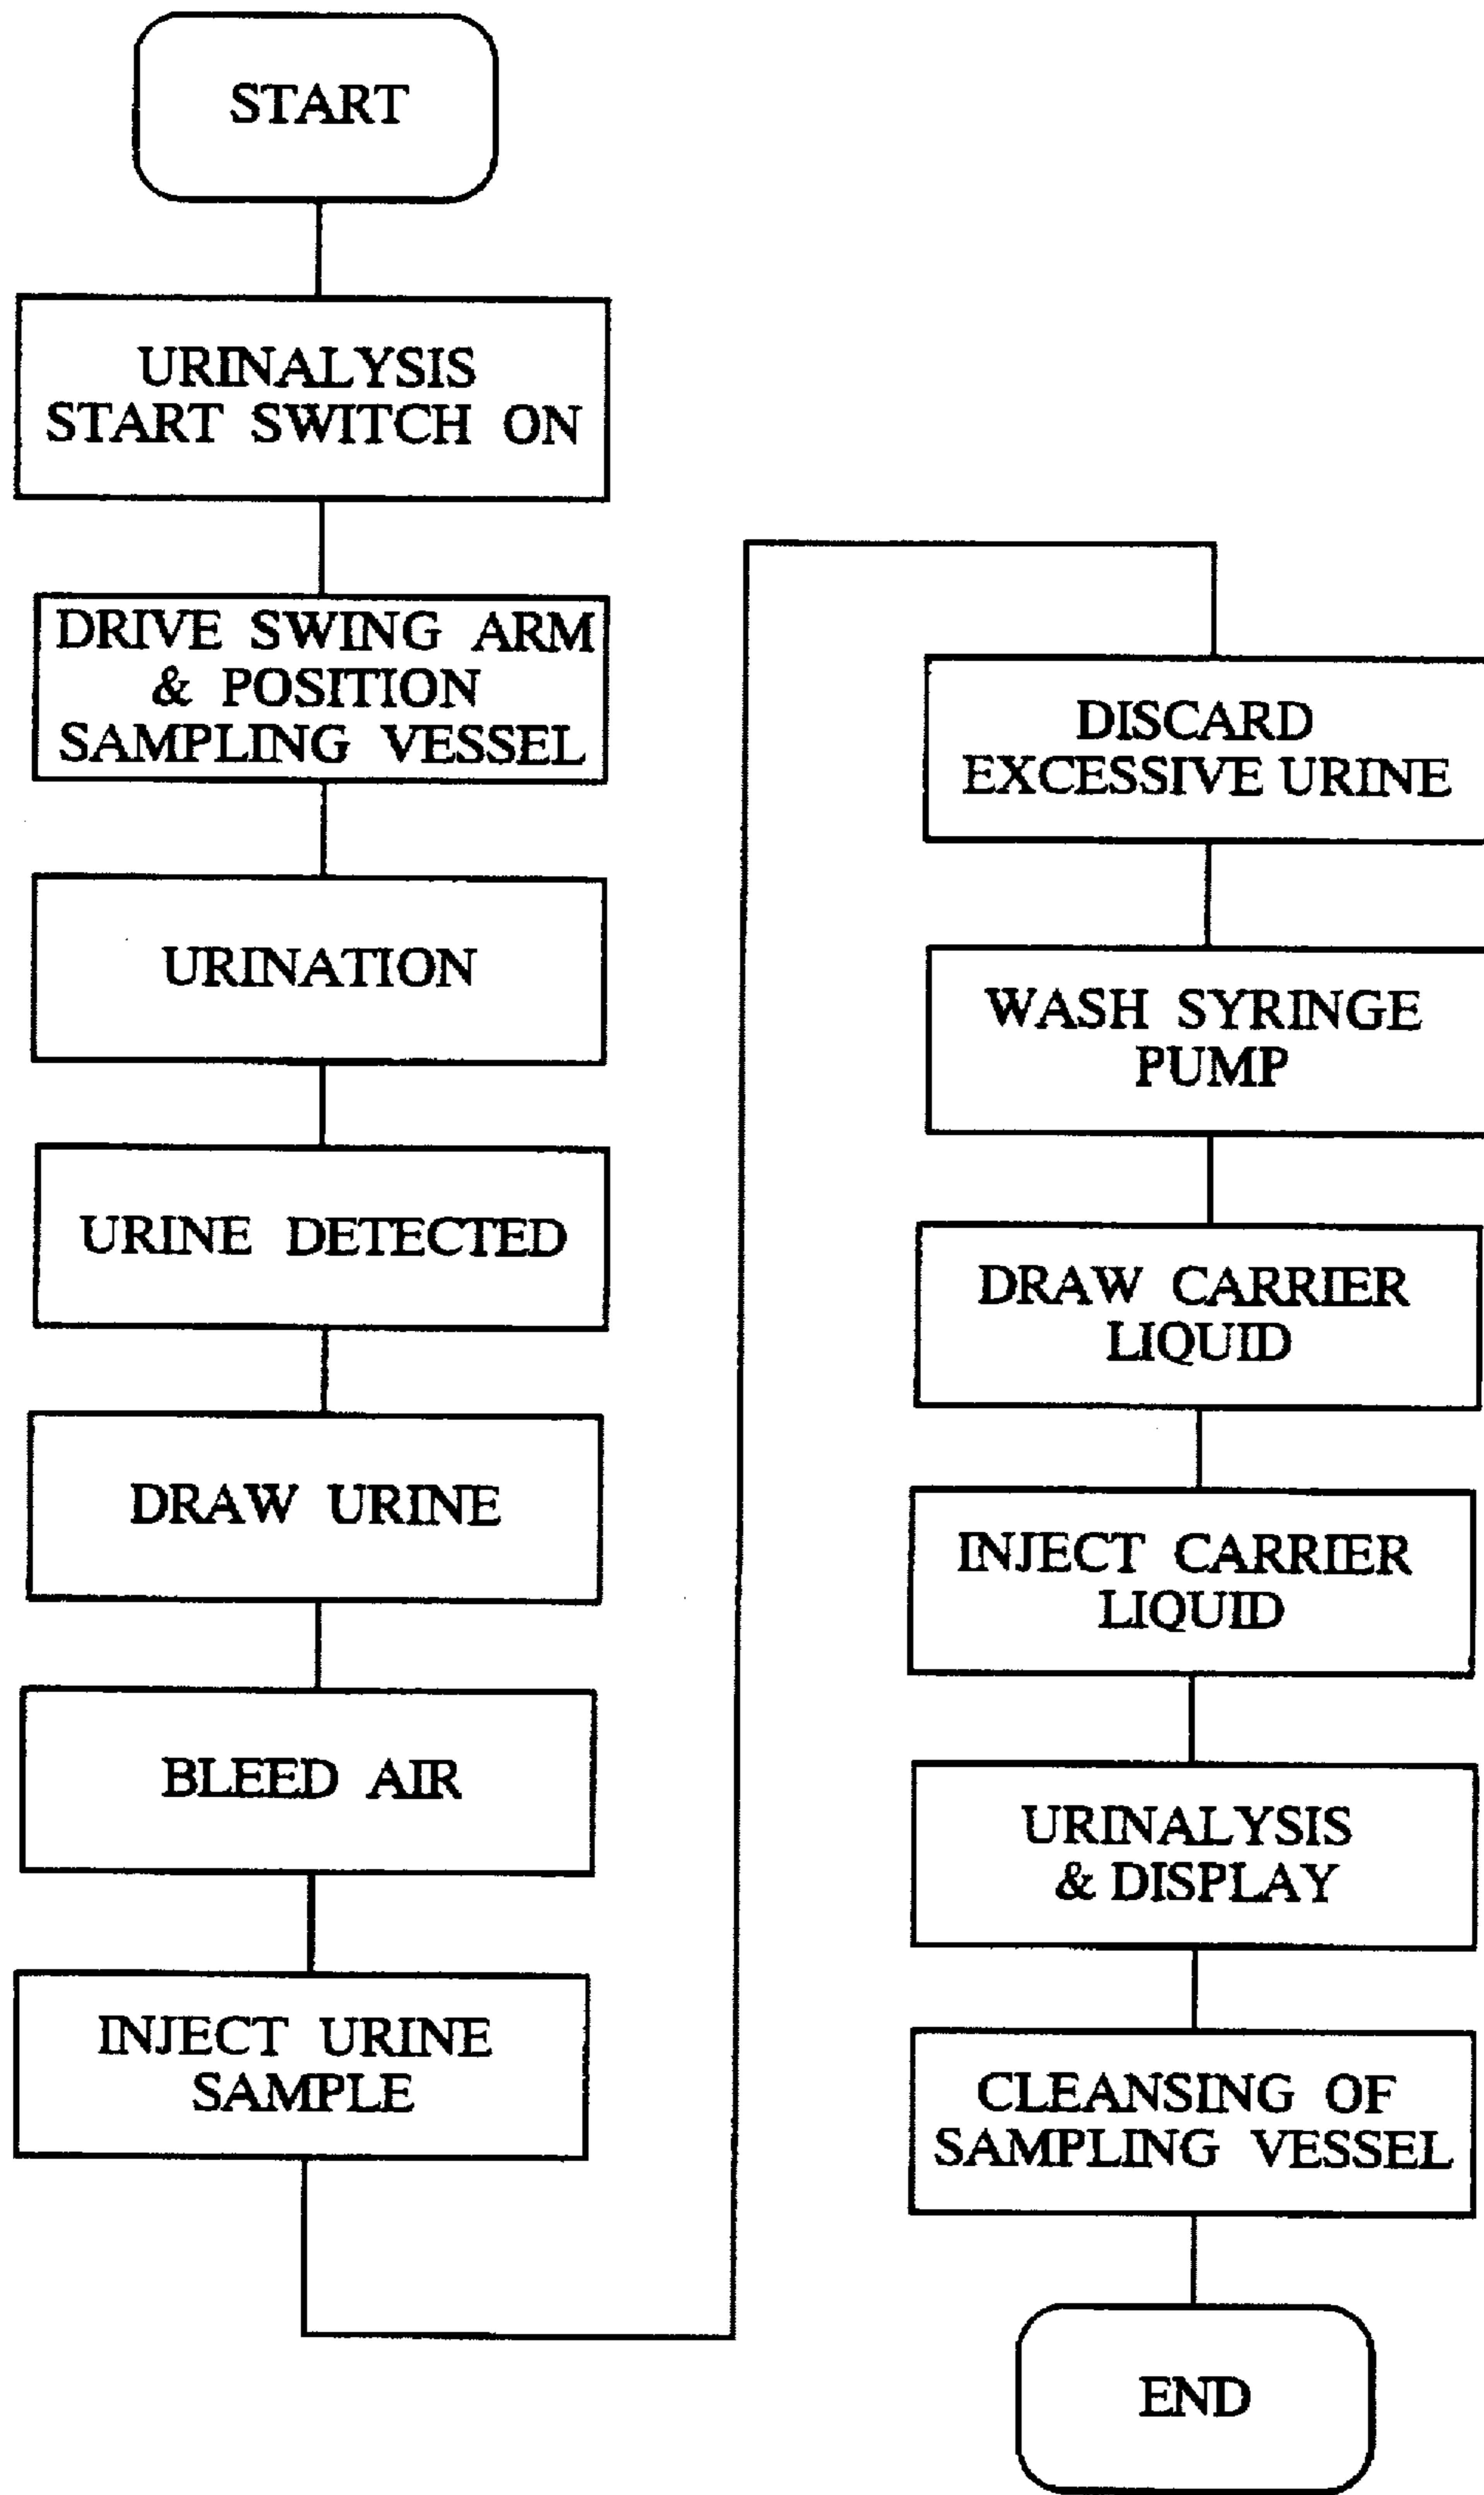 START
URINALYSIS
START SWITCH ON
DRIVE SWING ARM
& POSITION
SAMPLING VESSEL
URINATION
URINE DETECTED
DRAW URINE
BLEED AIR
INJECT URINE
SAMPLE
DISCARD
EXCESSIVE URINE
WASH SYRINGE
PUMP
DRAW CARRIER
LIQUID
INJECT CARRIER
LIQUID
URINALYSIS
& DISPLAY
CLEANSING OF
SAMPLING VESSEL
END